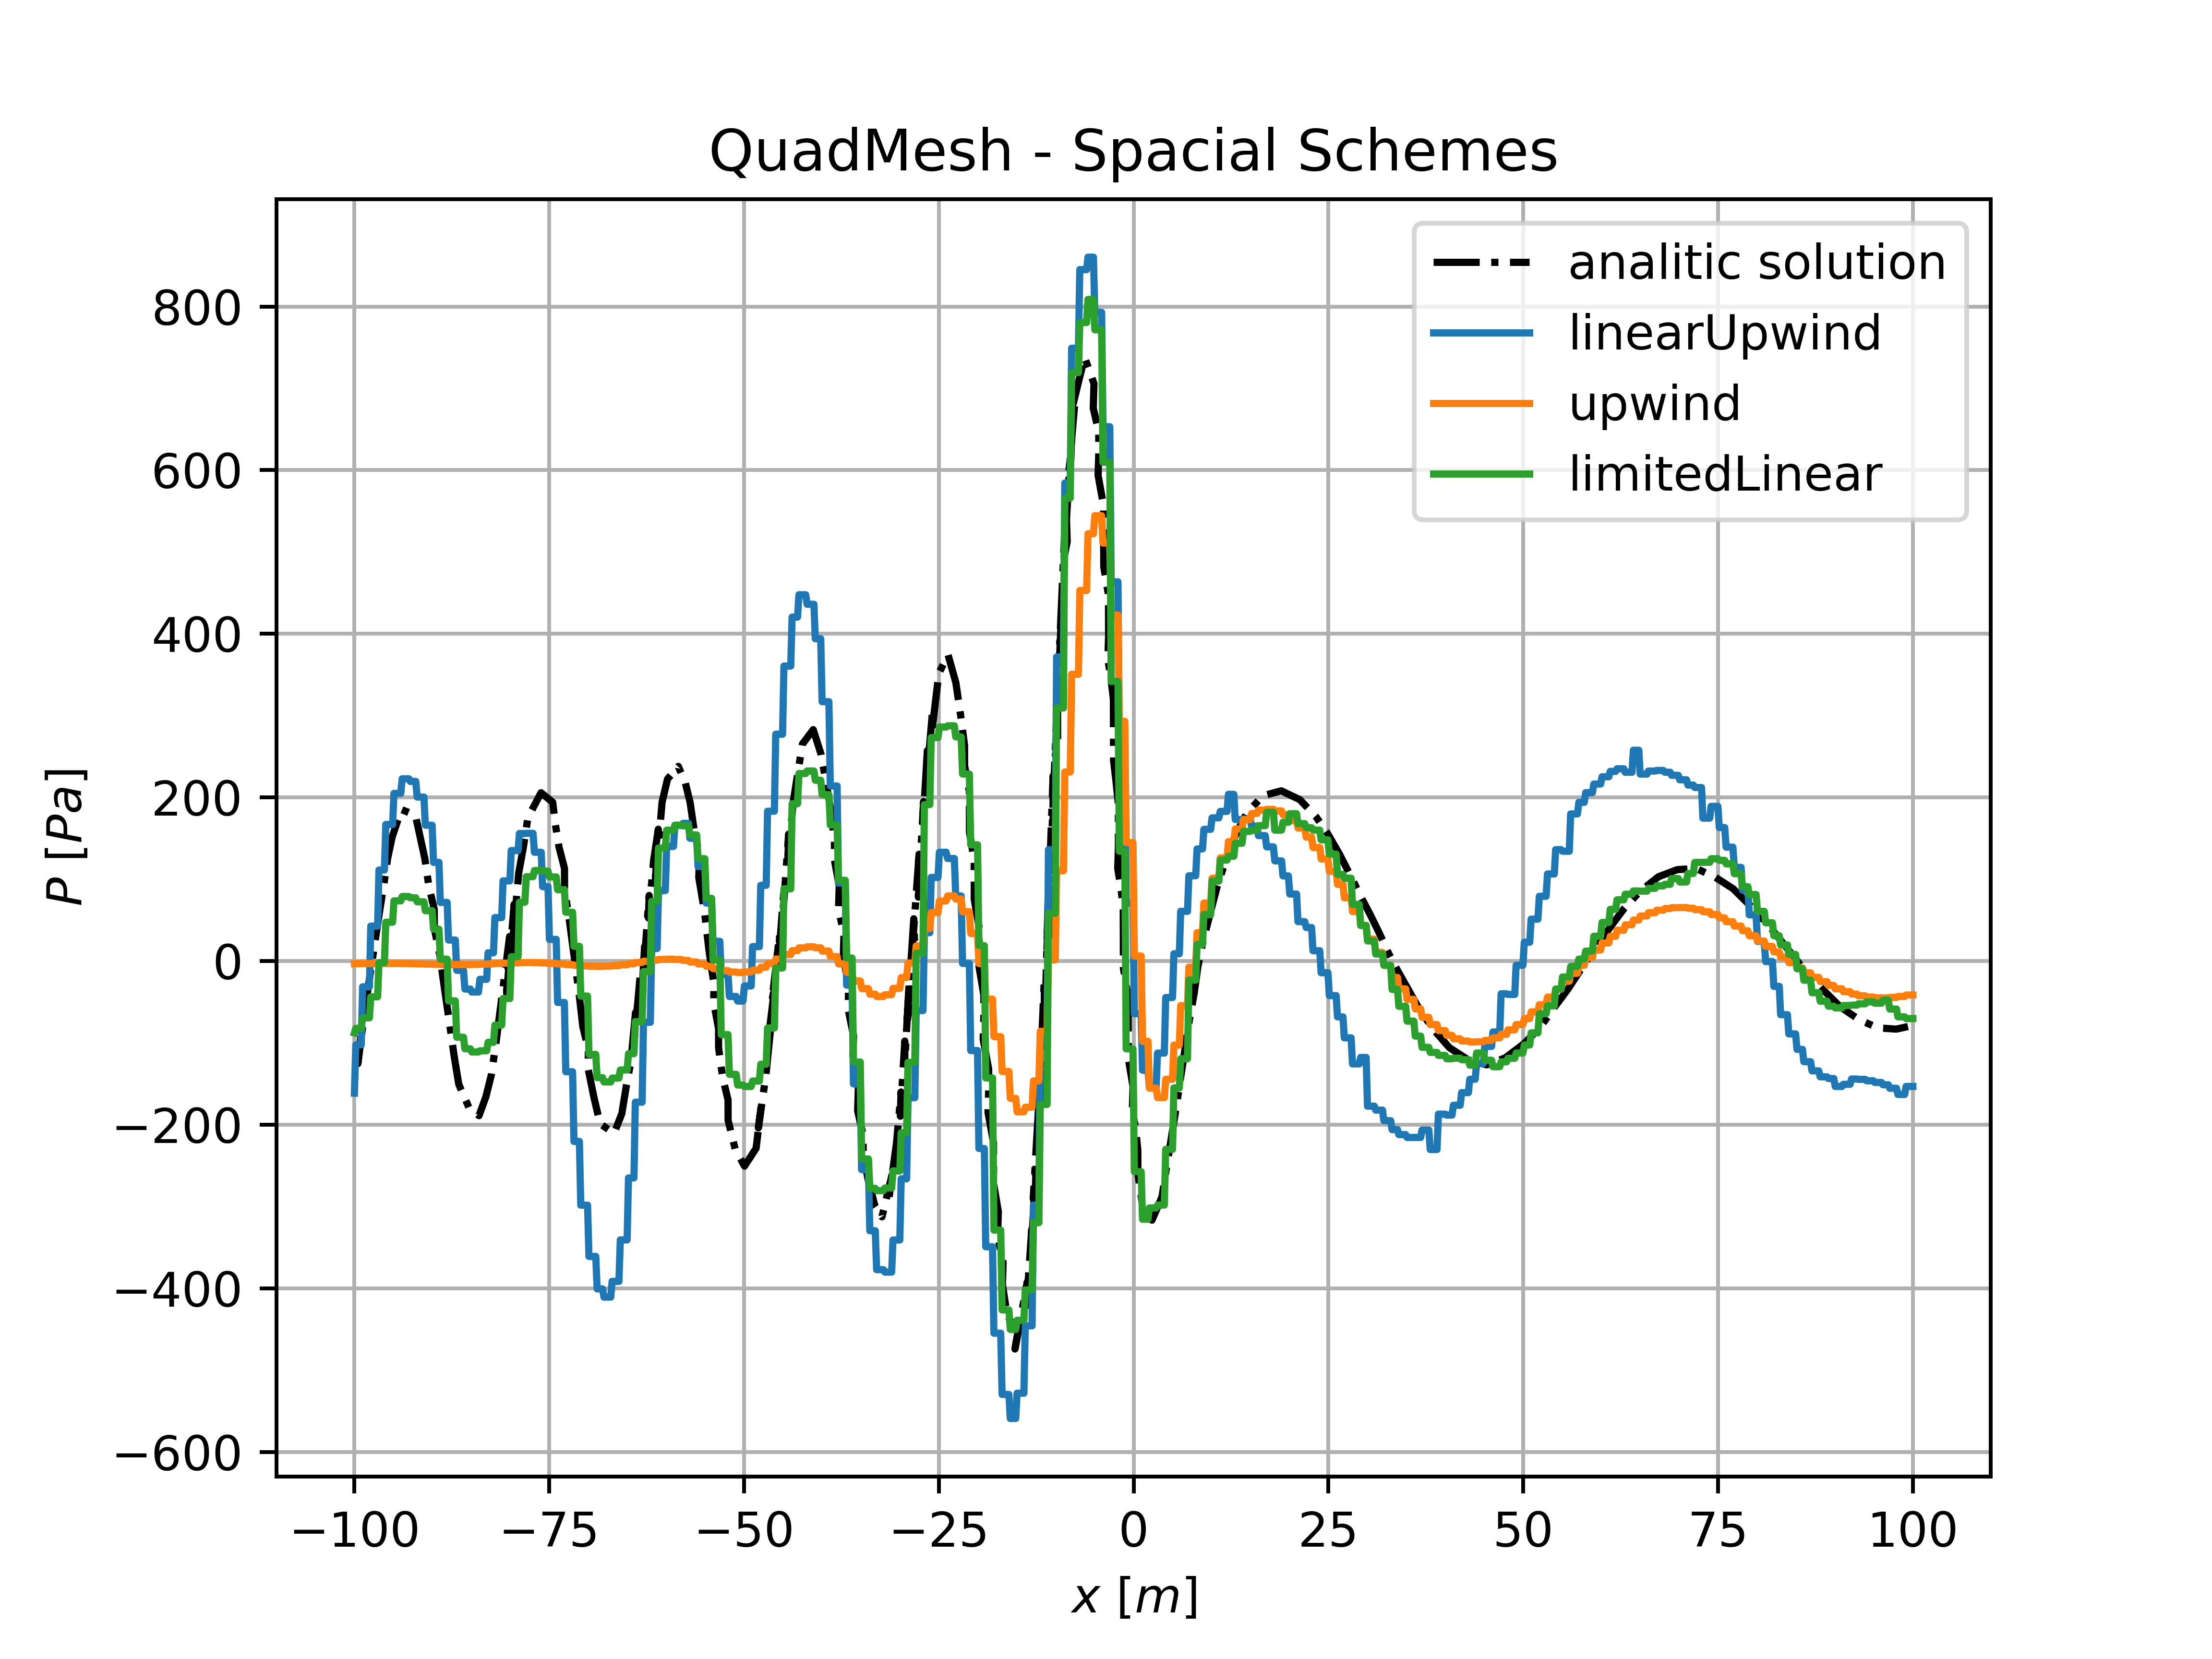 QuadMesh - Spacial Schemes
analitic solution
linearUpwind
upwind
limitedLinear
800
600
400
200
0
−200
−400
−600
P [Pa]
−100 −75 −50 −25 0 25 50 75 100
x [m]